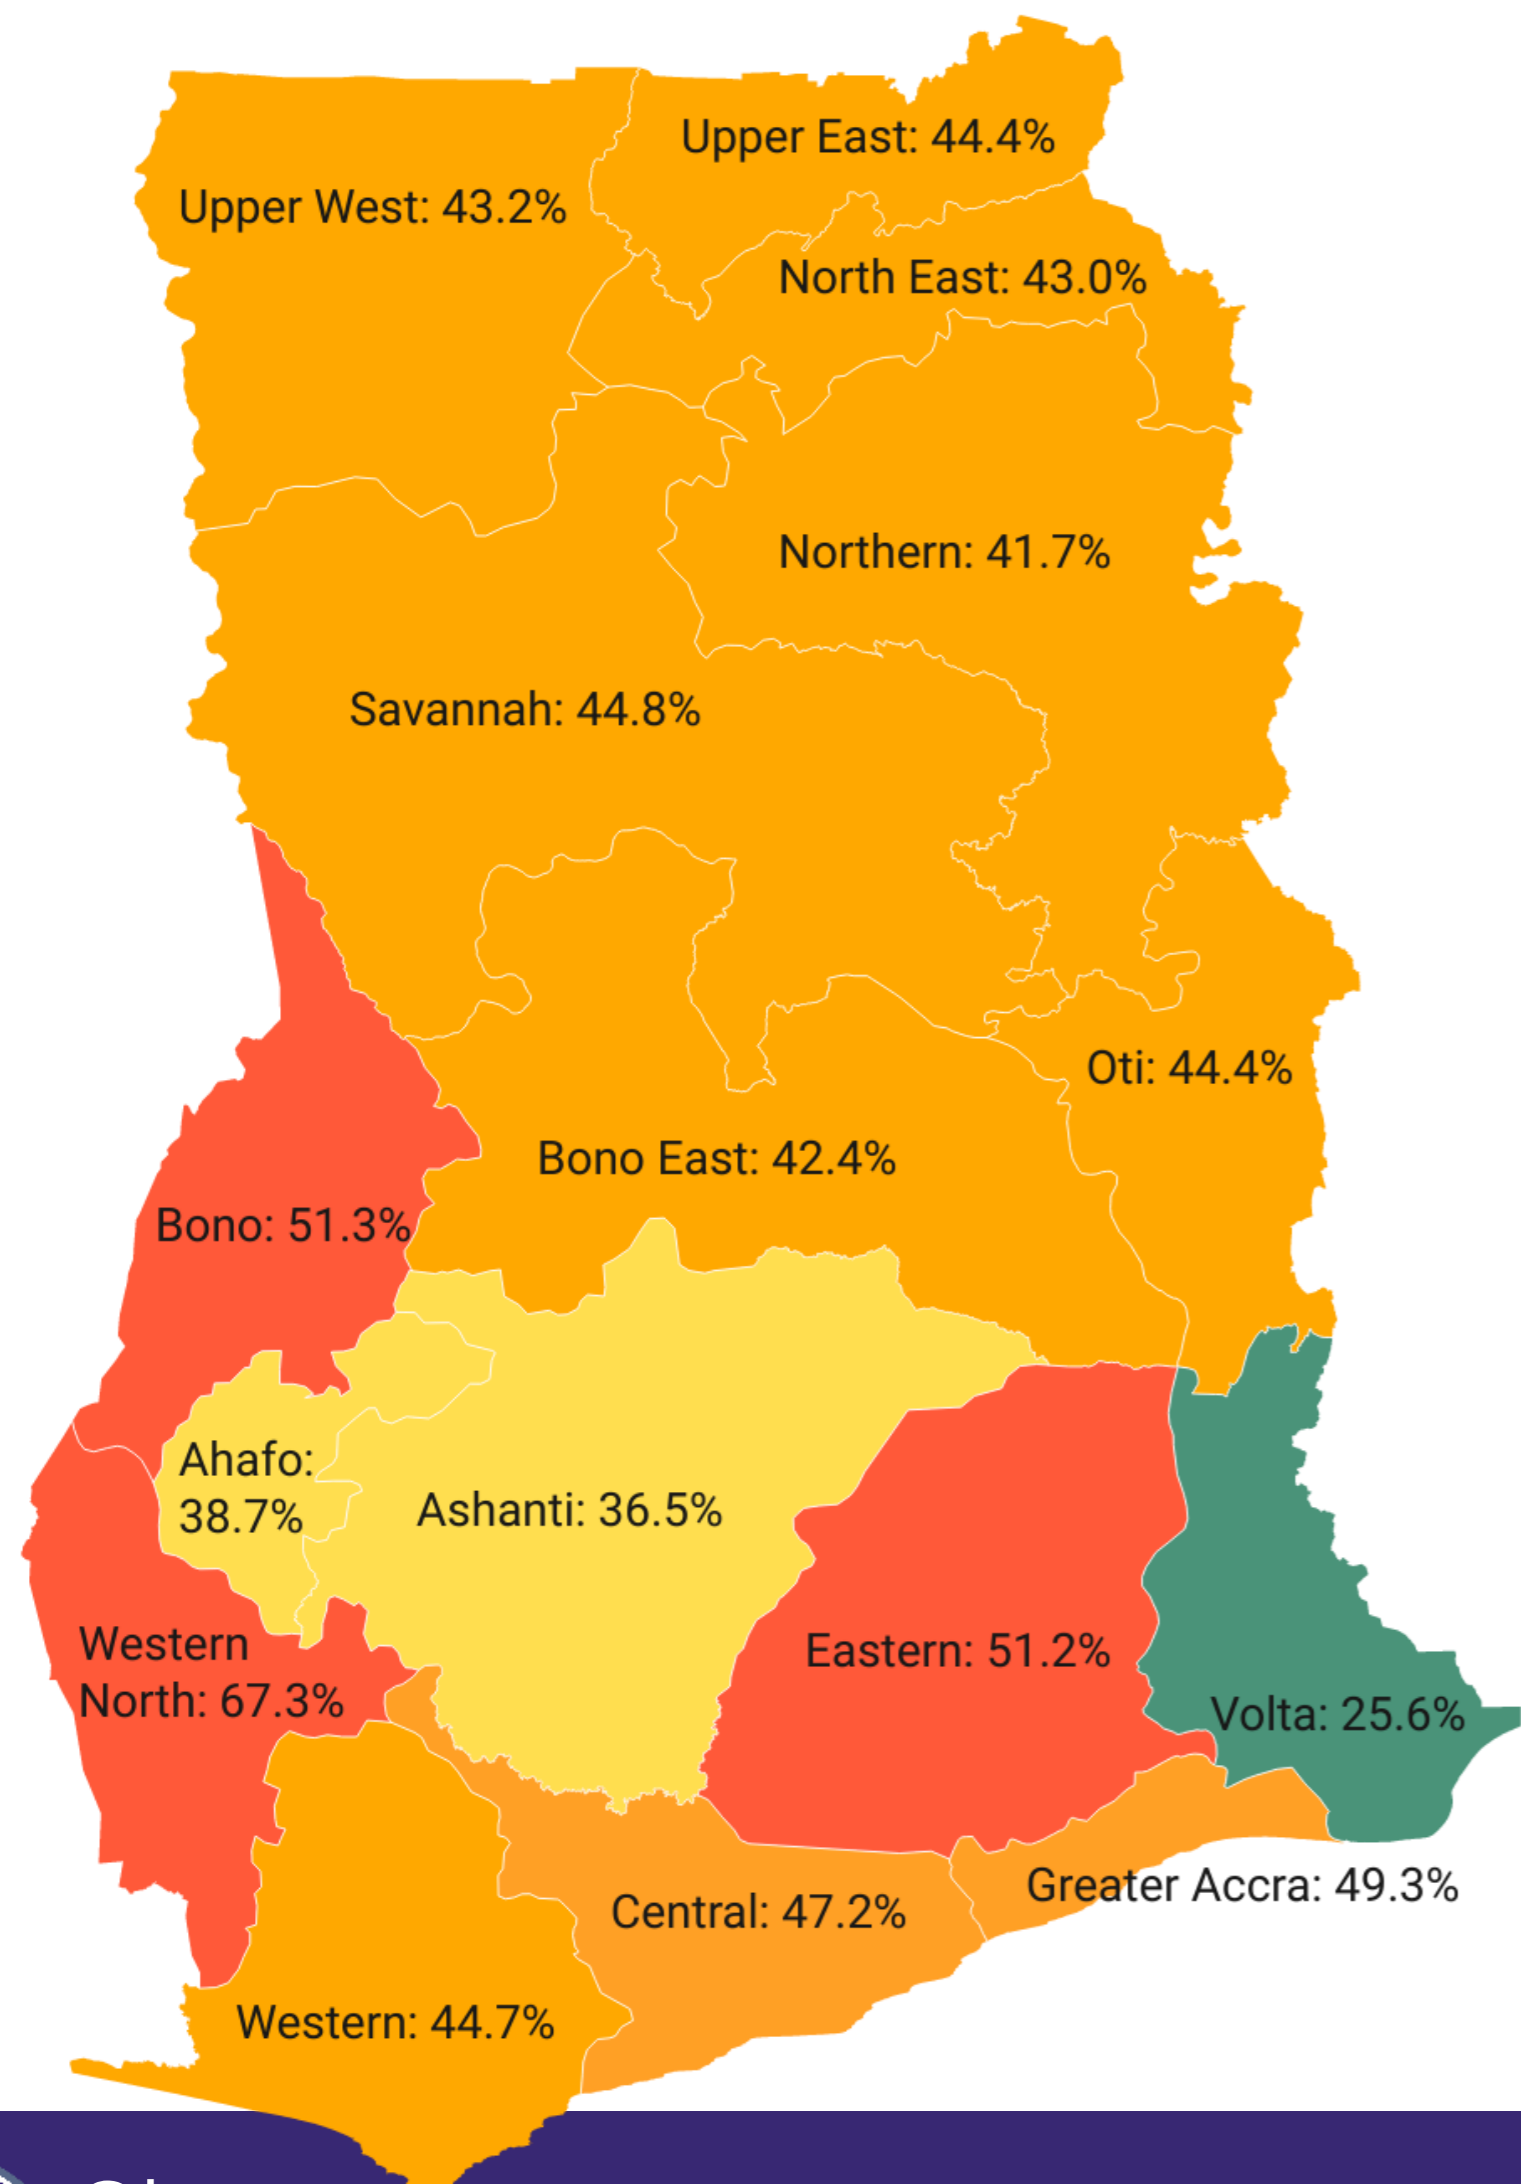 Upper East: 44.4%
Upper West: 43.2%
North East: 43.0%
Northern: 41.7%
Savannah: 44.8%
Oti: 44.4%
Bono East: 42.4%
Bono: 51.3%
Ahafo:
38.7%
Ashanti: 36.5%
Western
North: 67.3%
Eastern: 51.2%
Volta: 25.6%
Greater Accra: 49.3%
Central: 47.2%
Western: 44.7%